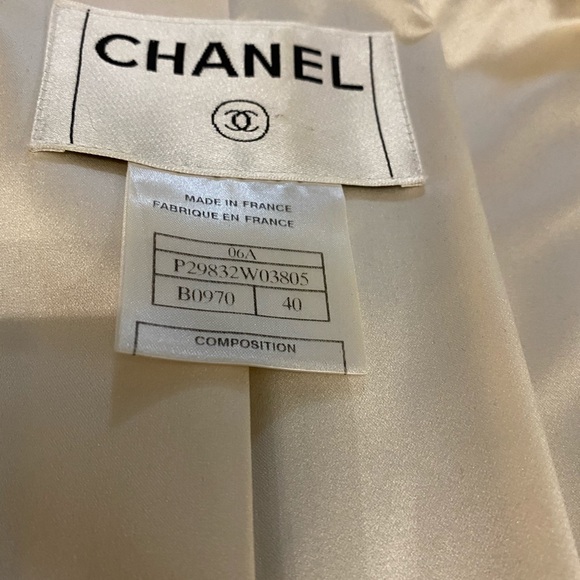 CHANEL
MADE IN FRANCE
FABRIQUE EN FRANCE
06A
P29832W03805
B0970 40
COMPOSITION